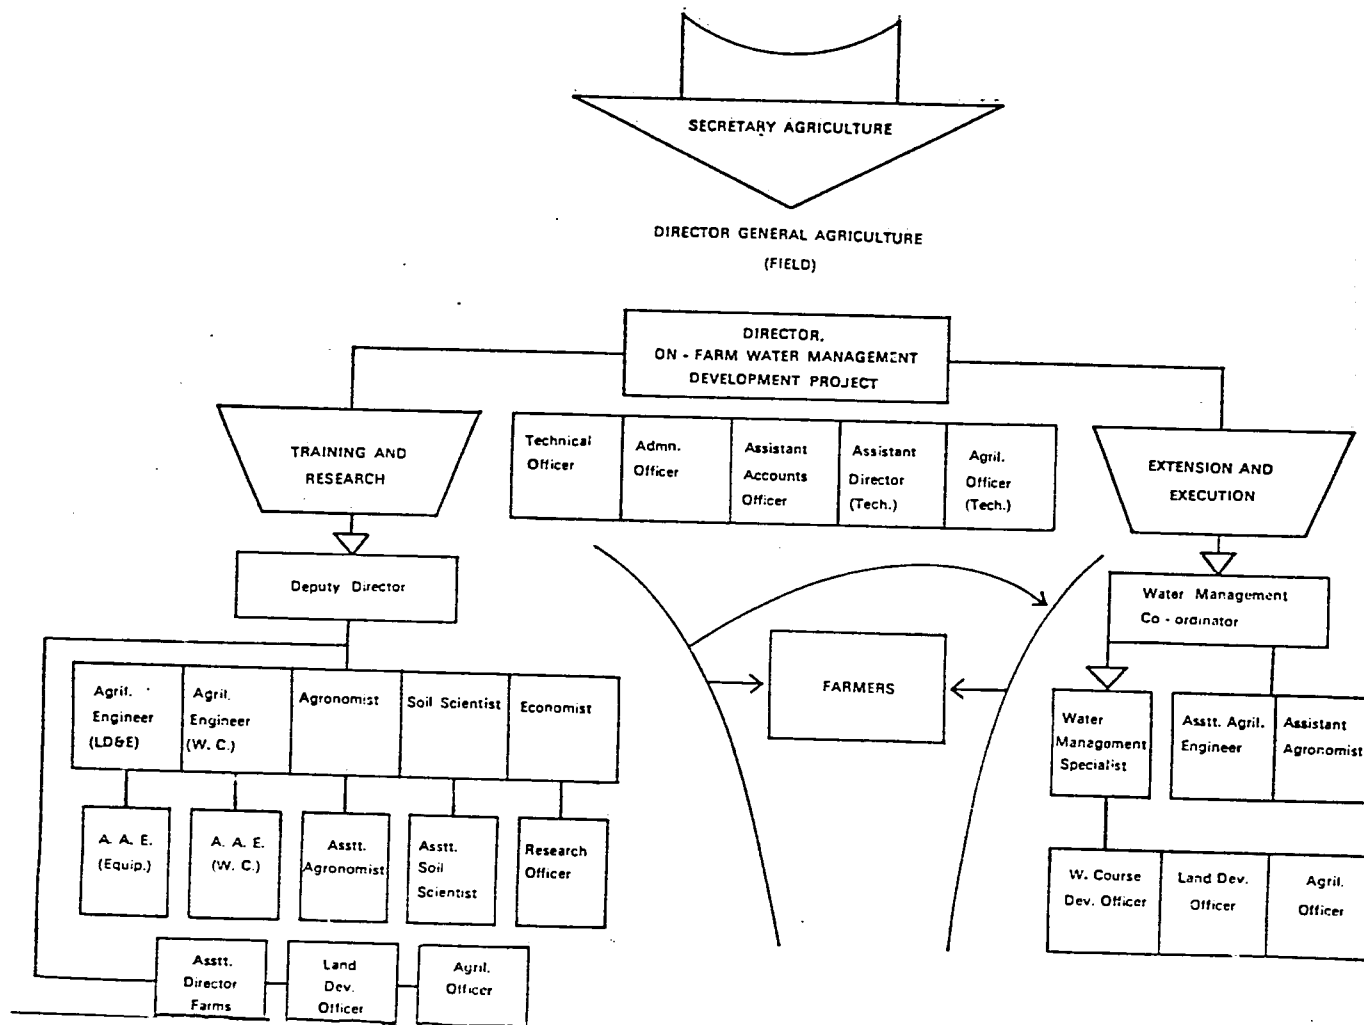 SECRETARY AGRICULTURE
DIRECTOR GENERAL AGRICULTURE
(FIELD)
DIRECTOR,
ON - FARM WATER MANAGEMENT
DEVELOPMENT PROJECT
TRAINING AND
RESEARCH
Technical
Officer
Admn.
Officer
Assistant
Accounts
Officer
Assistant
Director
(Tech.)
Agril.
Officer
(Tech.)
EXTENSION AND
EXECUTION
Deputy Director
Water Management
Co - ordinator
Agril.
Engineer
(LD&E)
Agril.
Engineer
(W. C.)
Agronomist
Soil Scientist
Economist
FARMERS
Water
Management
Specialist
Asstt. Agril.
Engineer
Assistant
Agronomist
A. A. E.
(Equip.)
A. A. E.
(W. C.)
Asstt.
Agronomist
Asstt.
Soil
Scientist
Research
Officer
W. Course
Dev. Officer
Land Dev.
Officer
Agril.
Officer
Asstt.
Director
Farms
Land
Dev.
Officer
Agril.
Officer